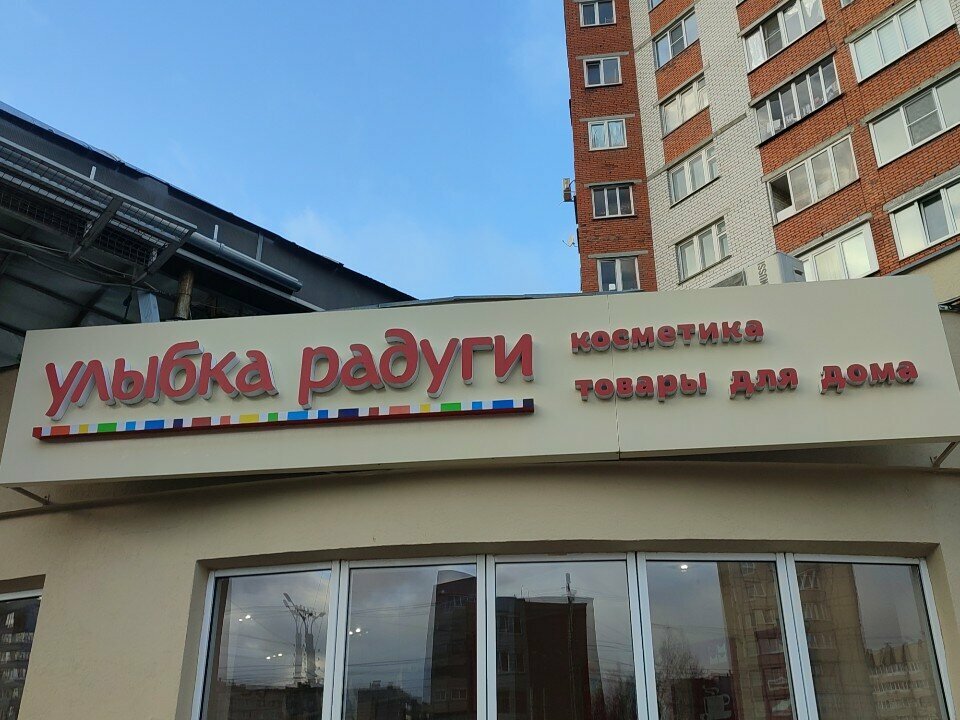 улыбка радуги
косметика
товары для дома